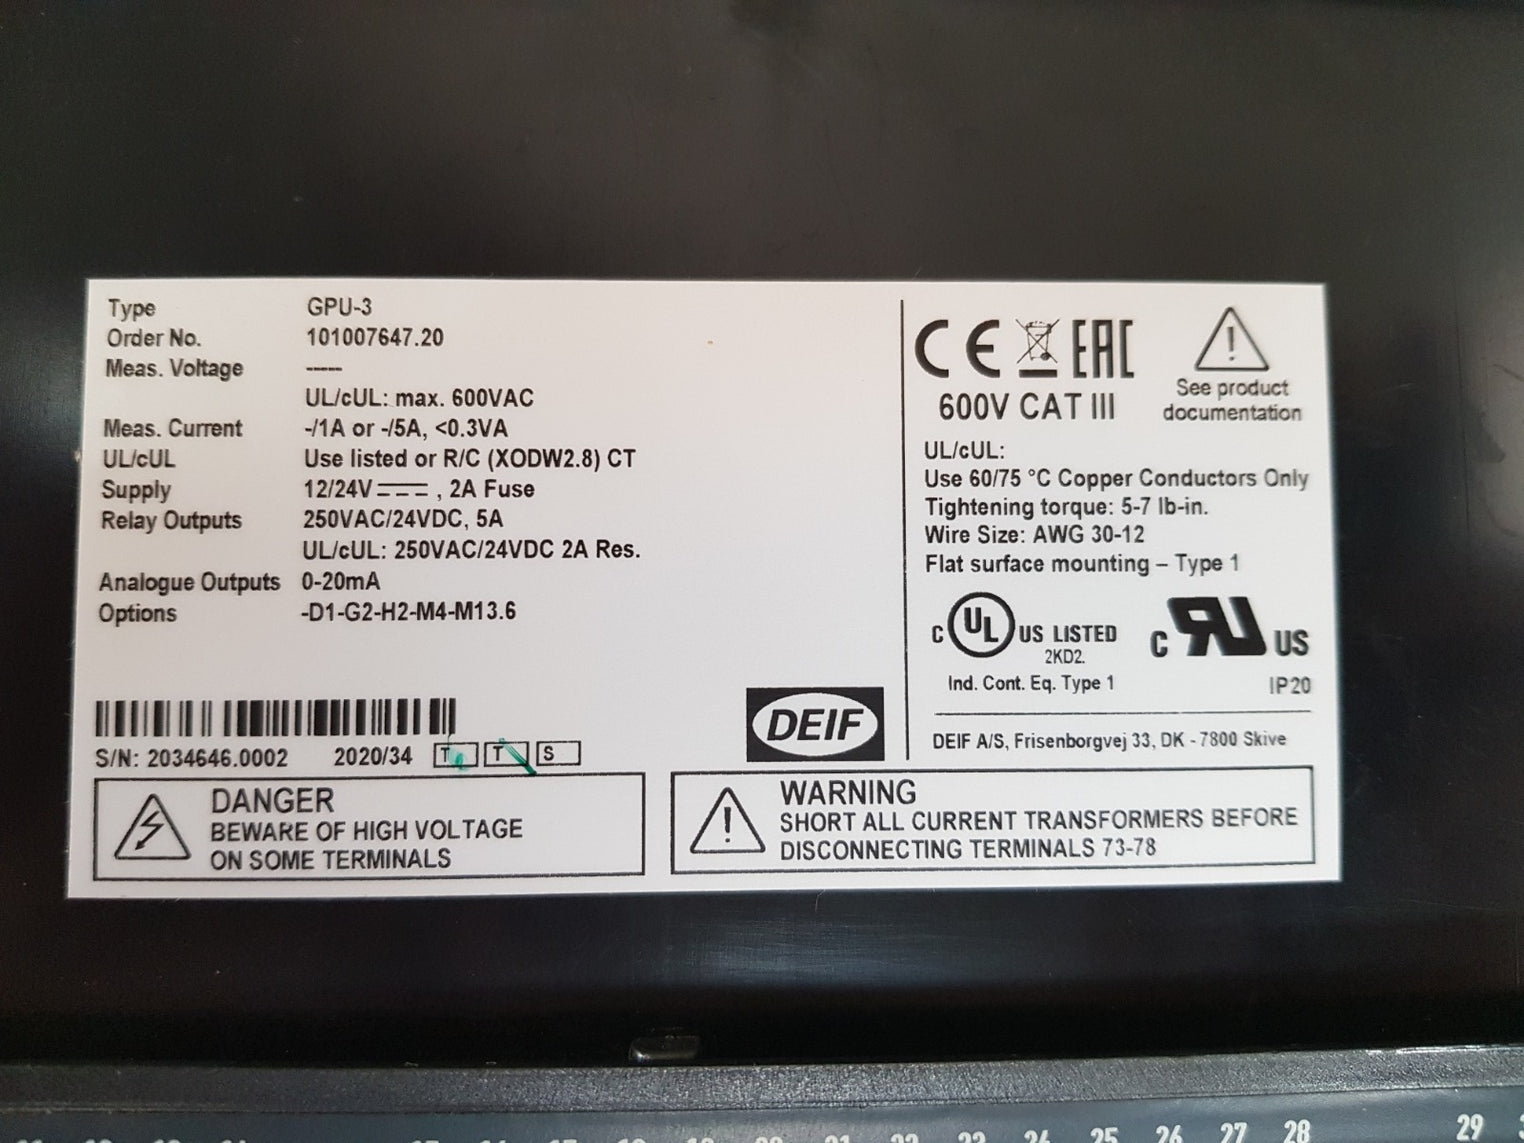 Type GPU-3
Order No. 101007647.20
Meas. Voltage -----
UL/cUL: max. 600VAC
Meas. Current -/1A or -/5A, <0.3VA
UL/cUL Use listed or R/C (XODW2.8) CT
Supply 12/24V ⎓ , 2A Fuse
Relay Outputs 250VAC/24VDC, 5A
UL/cUL: 250VAC/24VDC 2A Res.
Analogue Outputs 0-20mA
Options -D1-G2-H2-M4-M13.6
S/N: 2034646.0002 2020/34 T T S
DEIF
DANGER
BEWARE OF HIGH VOLTAGE
ON SOME TERMINALS
CE EAC
600V CAT III
See product
documentation
UL/cUL:
Use 60/75 °C Copper Conductors Only
Tightening torque: 5-7 lb-in.
Wire Size: AWG 30-12
Flat surface mounting – Type 1
C UL US LISTED
2KD2.
Ind. Cont. Eq. Type 1
C RU US
IP20
DEIF A/S, Frisenborgvej 33, DK - 7800 Skive
WARNING
SHORT ALL CURRENT TRANSFORMERS BEFORE
DISCONNECTING TERMINALS 73-78
24 25 26 27 28 29